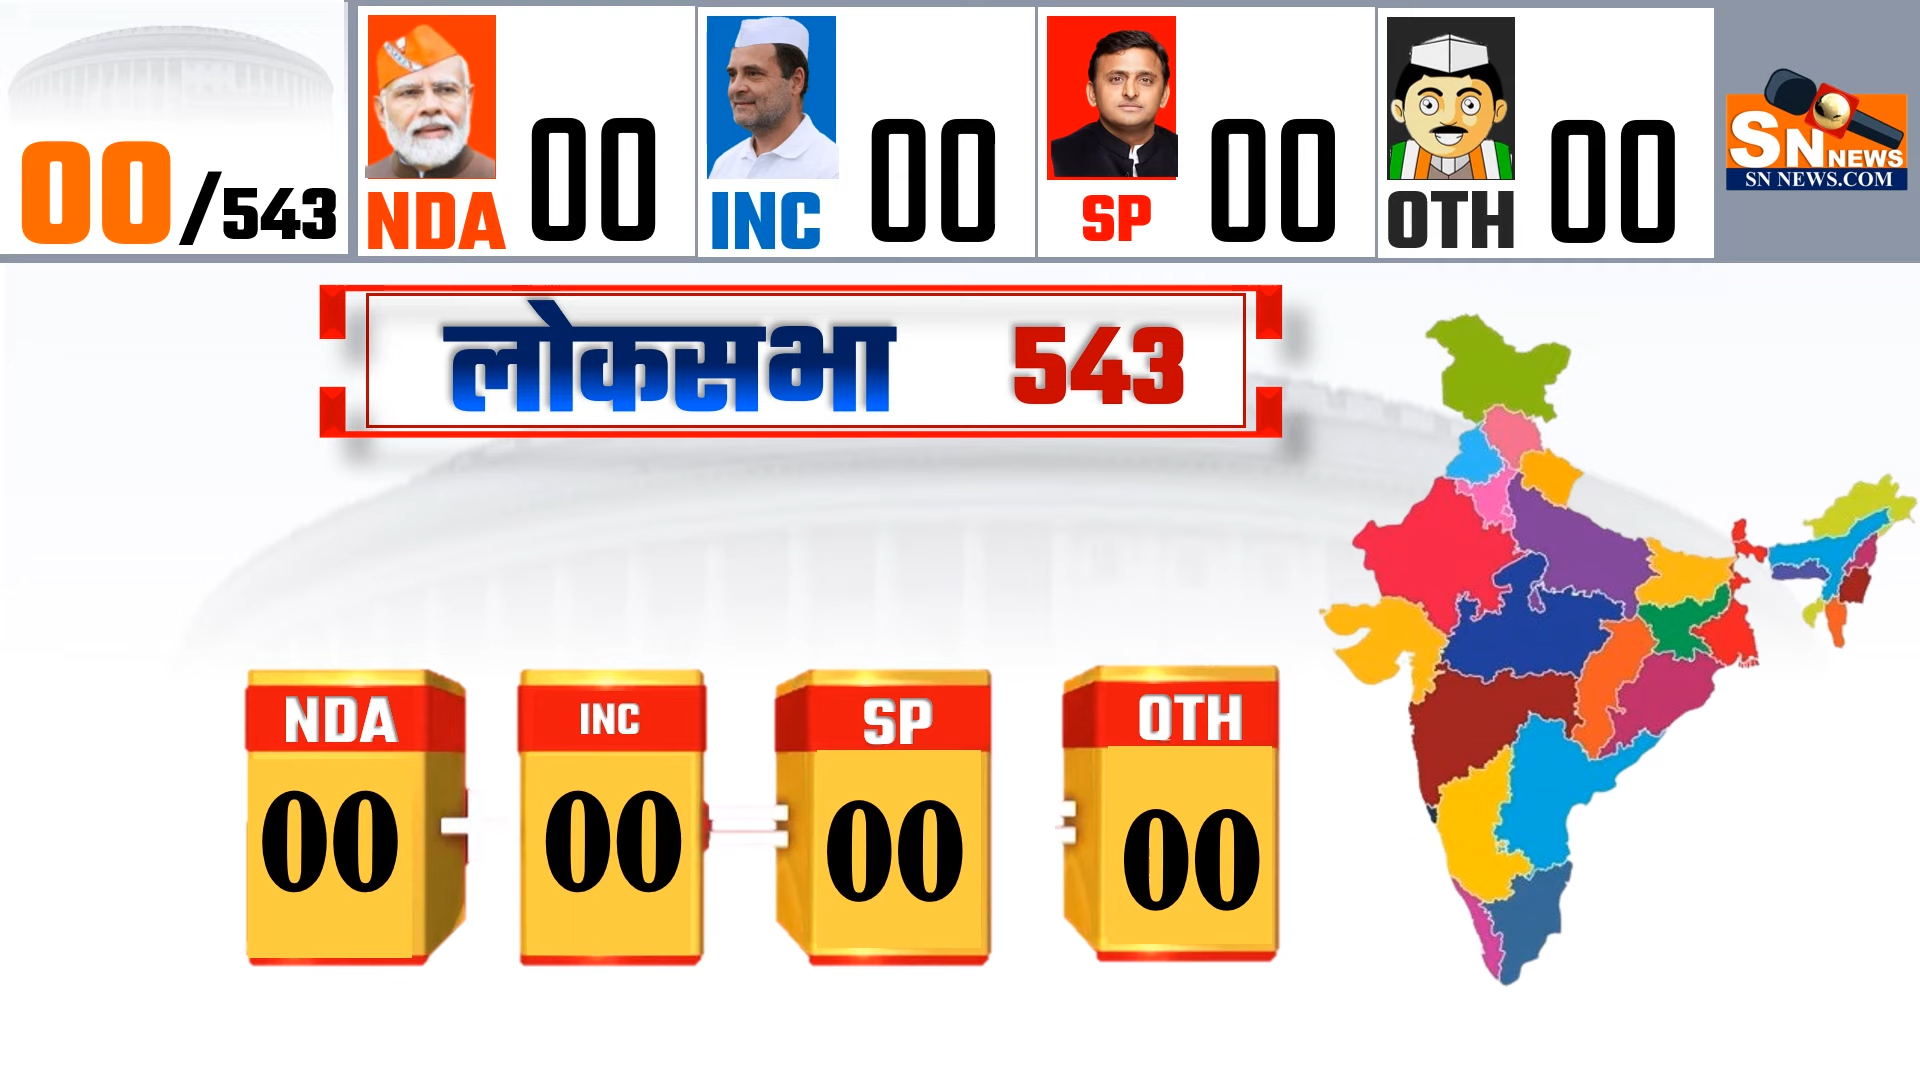 00/543
NDA 00
INC 00
SP 00
OTH 00
SN NEWS
SN NEWS.COM
लोकसभा 543
NDA
00
INC
00
SP
00
OTH
00